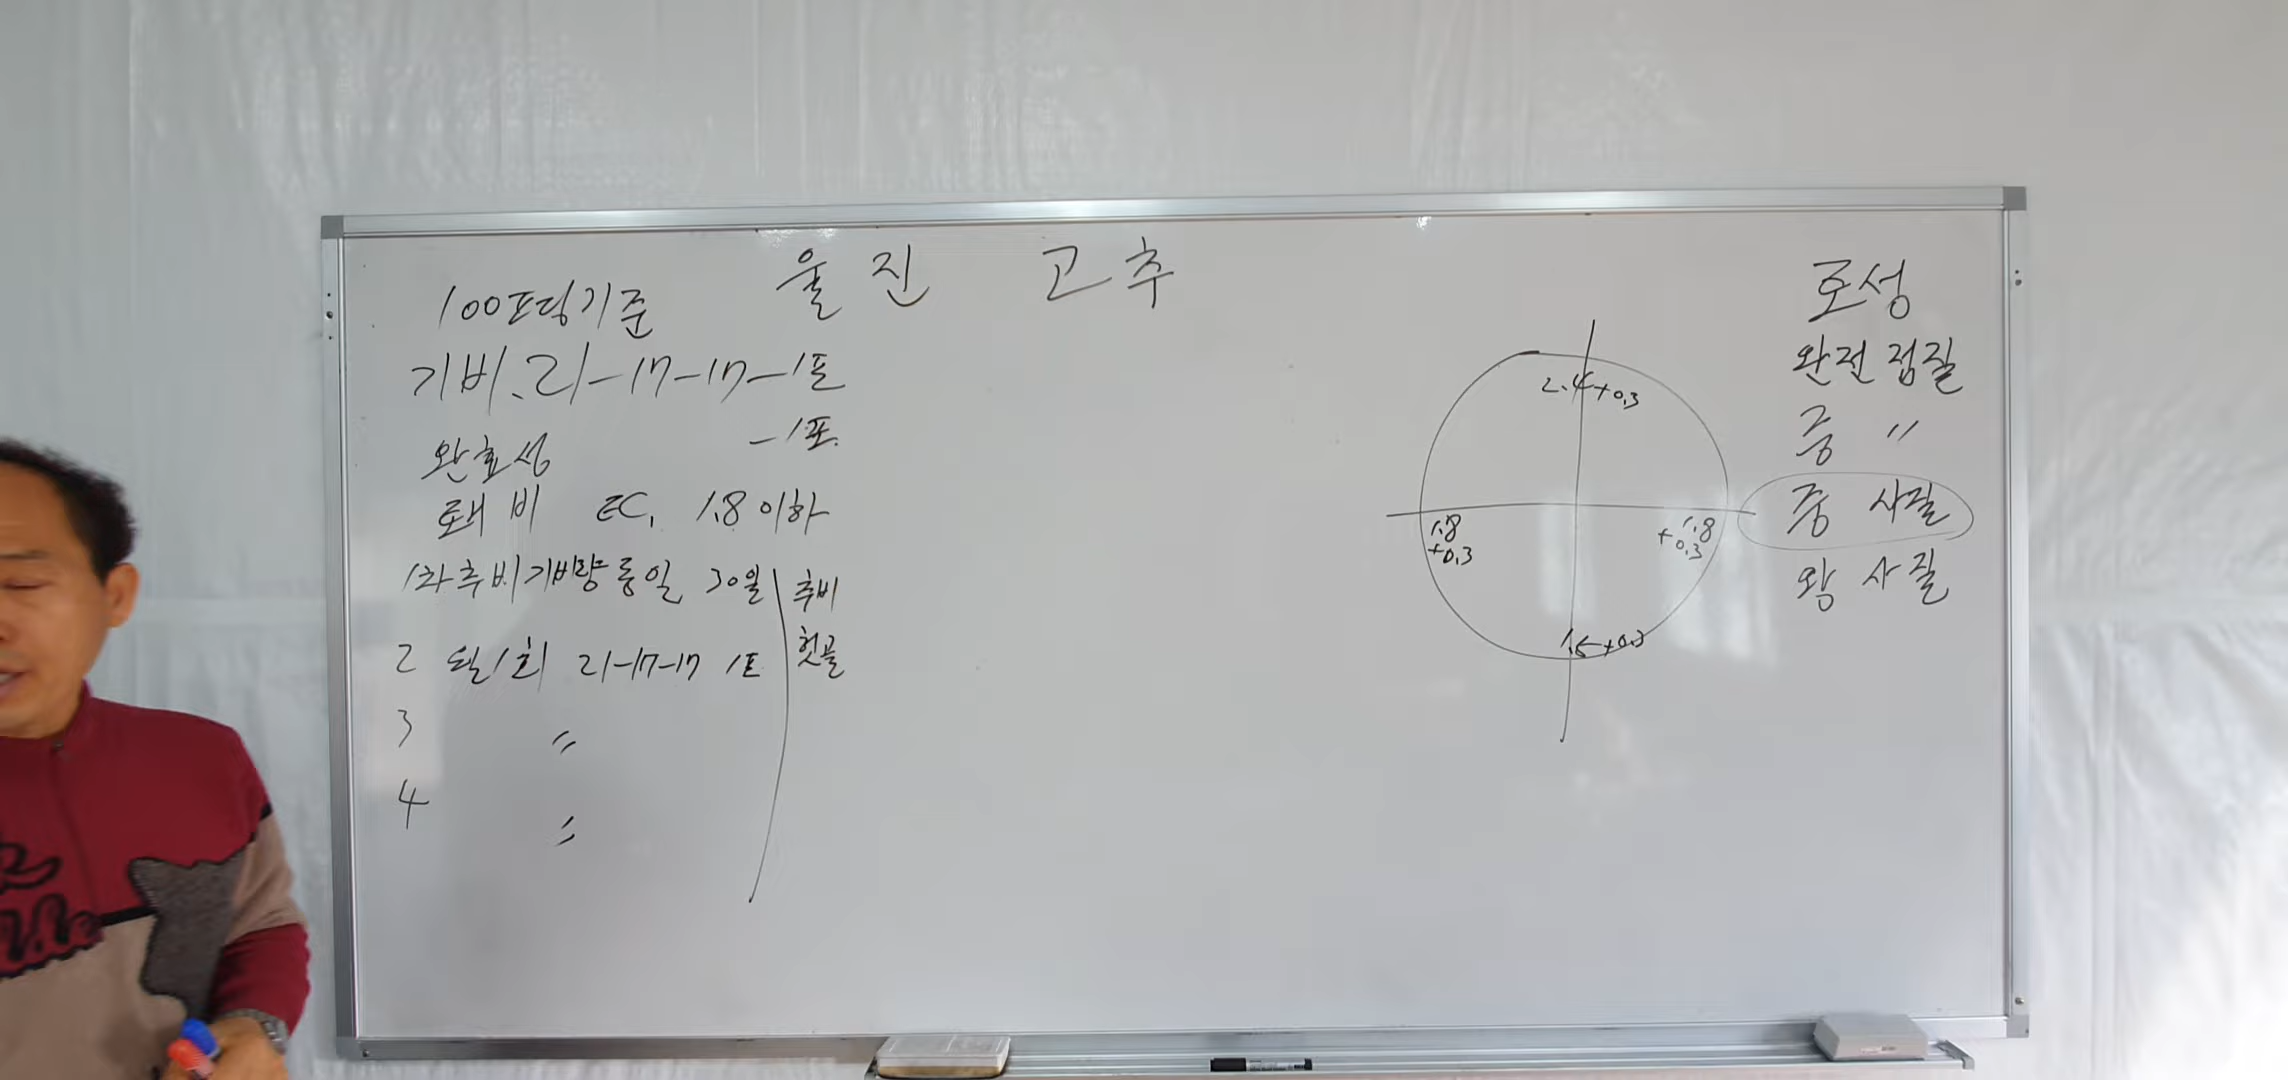 울진 고추
100포당기준
기비. 21-17-17-1포
완효성 -1포.
퇴비 EC. 1.8 이하
1차추비 기비량동일 30일
2 월1회 21-17-17 1포
3 〃
4 〃
추비
헛골
2.4+0.3
1.8
+0.3
1.8
+0.3
1.5+0.3
토성
완전 점질
중 〃
중 사질
왕 사질